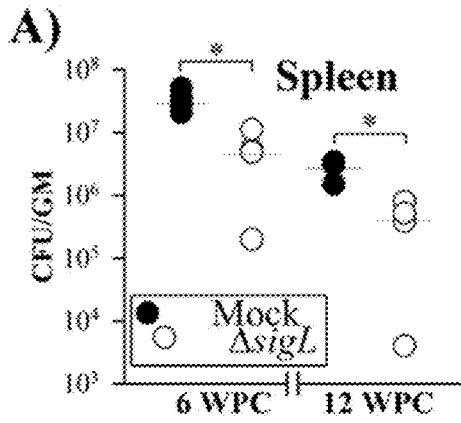 A)
*
Spleen
*
CFU/GM
10⁸
10⁷
10⁶
10⁵
10⁴
10³
Mock
ΔsigL
6 WPC
12 WPC